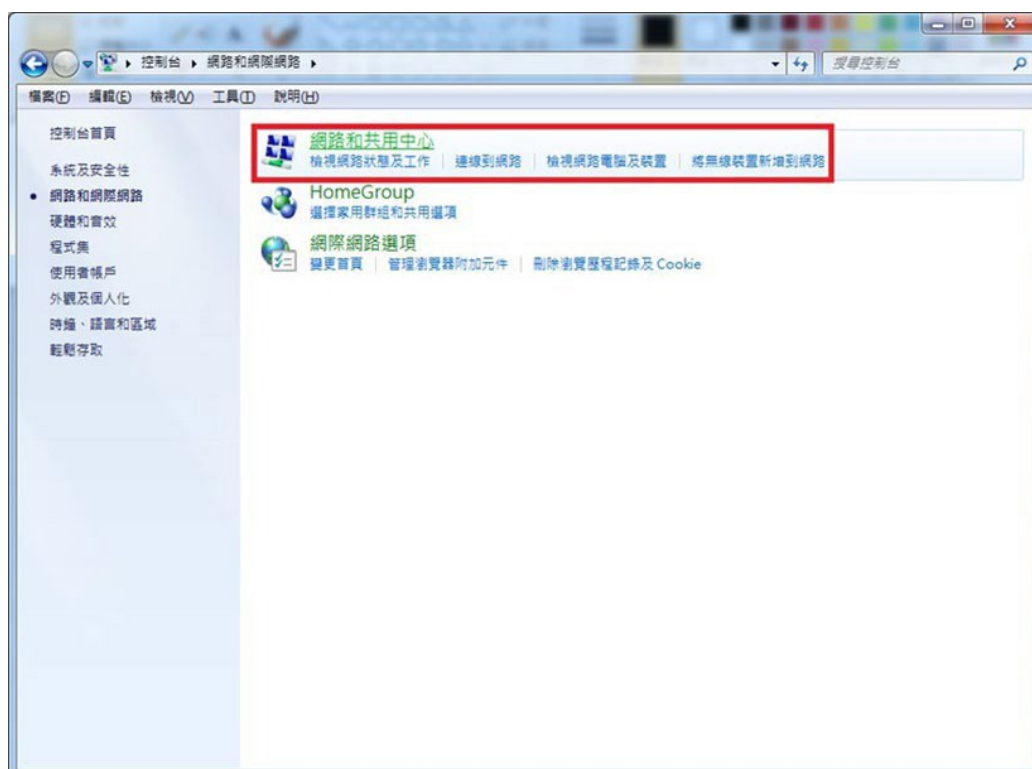 控制台 ▸ 網路和網際網路 ▸
搜尋控制台
檔案(F) 編輯(E) 檢視(V) 工具(T) 說明(H)
控制台首頁
系統及安全性
網路和網際網路
硬體和音效
程式集
使用者帳戶
外觀及個人化
時鐘、語言和區域
輕鬆存取
網路和共用中心
檢視網路狀態及工作 | 連線到網路 | 檢視網路電腦及裝置 | 將無線裝置新增到網路
HomeGroup
選擇家用群組和共用選項
網際網路選項
變更首頁 | 管理瀏覽器附加元件 | 刪除瀏覽歷程記錄及 Cookie